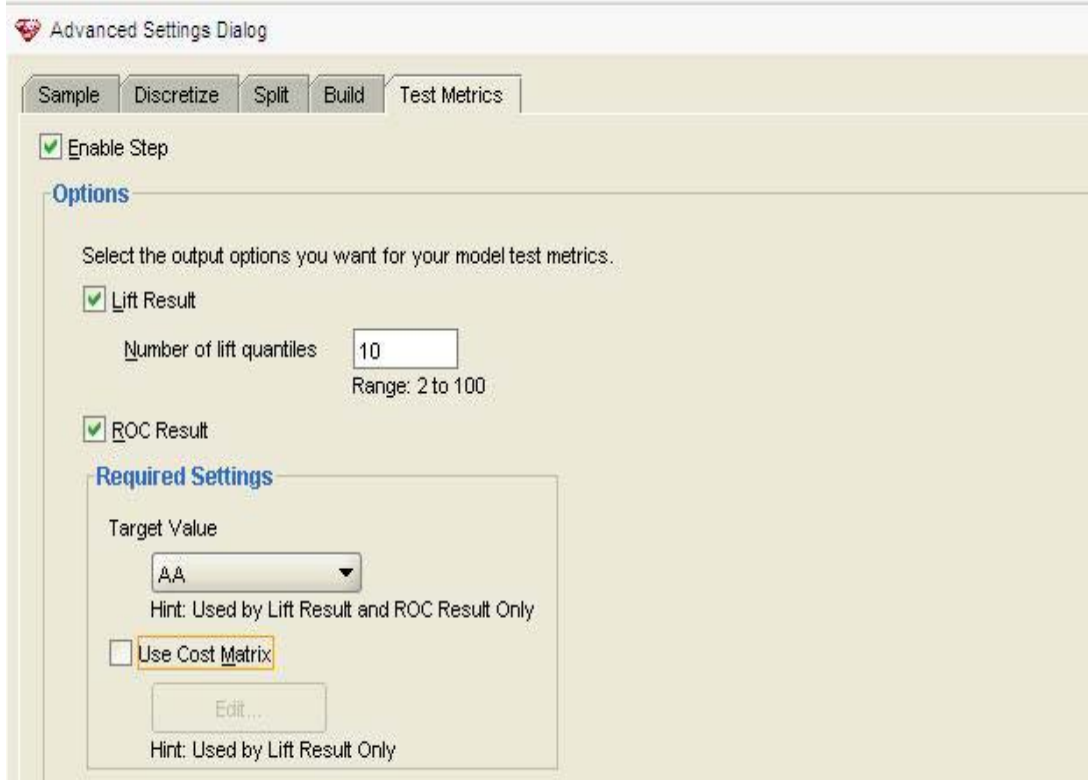 Advanced Settings Dialog
Sample Discretize Split Build Test Metrics
Enable Step
Options
Select the output options you want for your model test metrics.
Lift Result
Number of lift quantiles 10
Range: 2 to 100
ROC Result
Required Settings
Target Value
AA
Hint: Used by Lift Result and ROC Result Only
Use Cost Matrix
Edit...
Hint: Used by Lift Result Only